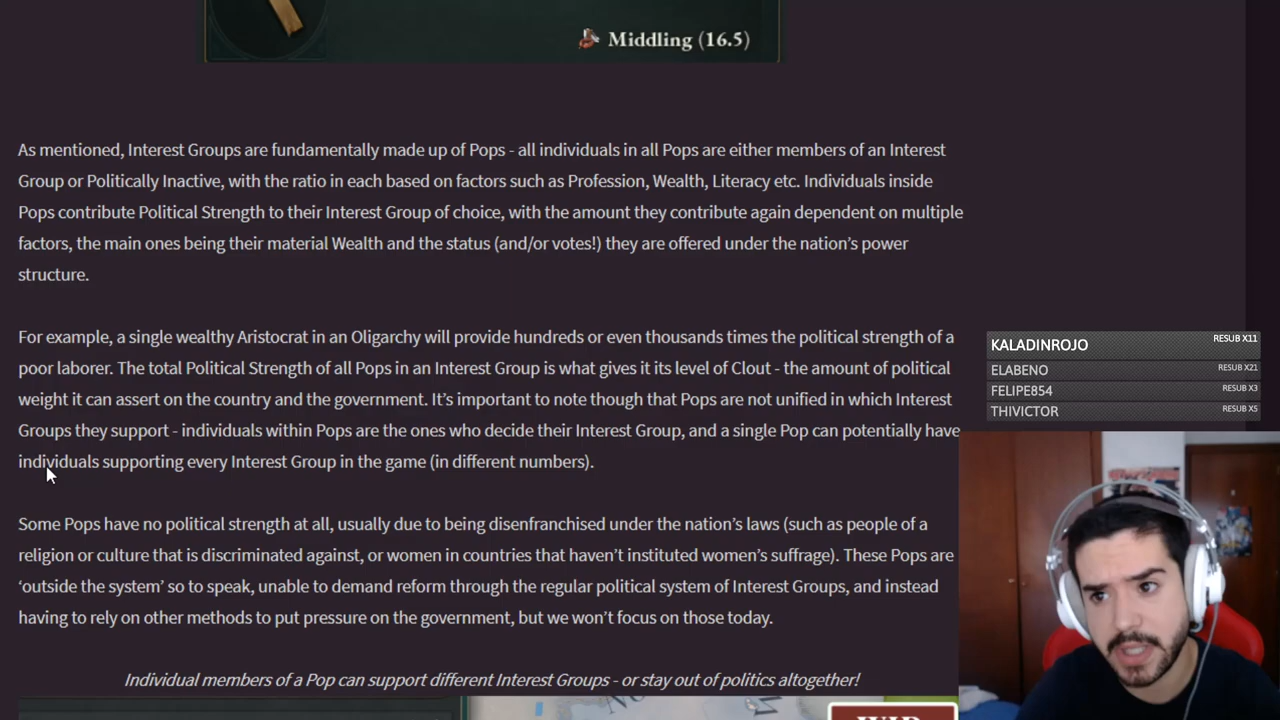 Middling (16.5)
As mentioned, Interest Groups are fundamentally made up of Pops - all individuals in all Pops are either members of an Interest
Group or Politically Inactive, with the ratio in each based on factors such as Profession, Wealth, Literacy etc. Individuals inside
Pops contribute Political Strength to their Interest Group of choice, with the amount they contribute again dependent on multiple
factors, the main ones being their material Wealth and the status (and/or votes!) they are offered under the nation's power
structure.
For example, a single wealthy Aristocrat in an Oligarchy will provide hundreds or even thousands times the political strength of a
poor laborer. The total Political Strength of all Pops in an Interest Group is what gives it its level of Clout - the amount of political
weight it can assert on the country and the government. It's important to note though that Pops are not unified in which Interest
Groups they support - individuals within Pops are the ones who decide their Interest Group, and a single Pop can potentially have
individuals supporting every Interest Group in the game (in different numbers).
Some Pops have no political strength at all, usually due to being disenfranchised under the nation's laws (such as people of a
religion or culture that is discriminated against, or women in countries that haven't instituted women's suffrage). These Pops are
‘outside the system’ so to speak, unable to demand reform through the regular political system of Interest Groups, and instead
having to rely on other methods to put pressure on the government, but we won't focus on those today.
Individual members of a Pop can support different Interest Groups - or stay out of politics altogether!
KALADINROJO RESUB X11
ELABENO RESUB X21
FELIPE854 RESUB X3
THIVICTOR RESUB X5